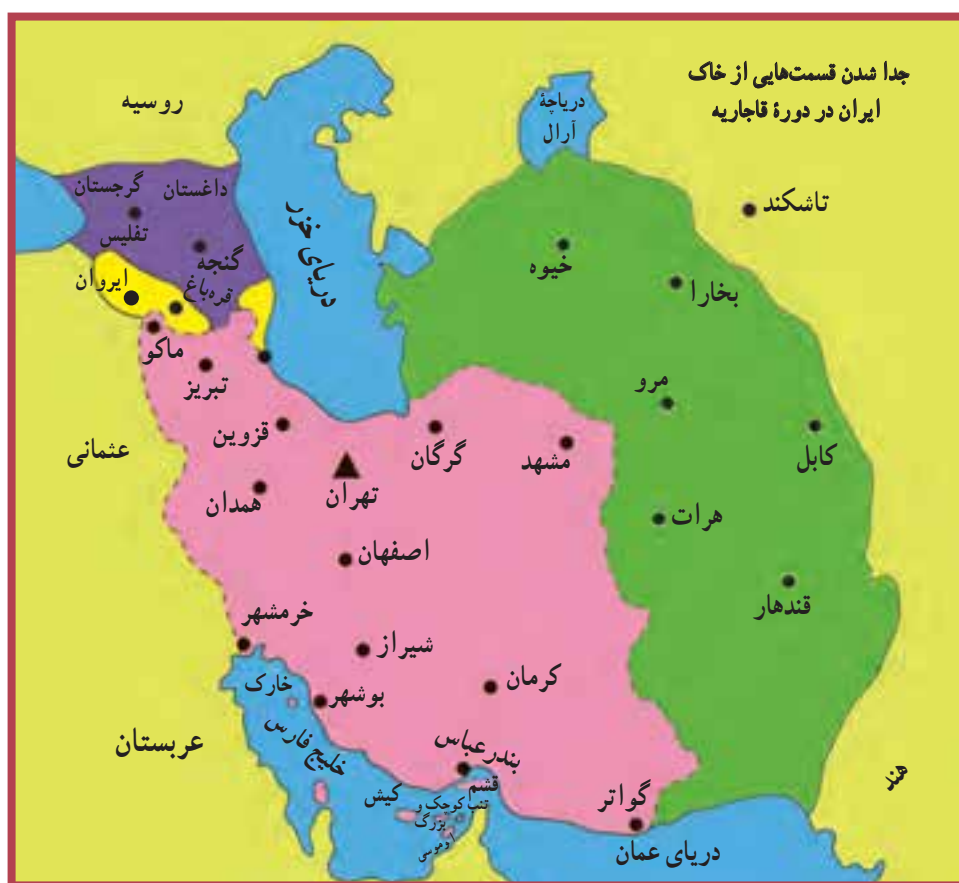 جدا شدن قسمت‌هایی از خاک
ایران در دورهٔ قاجاریه
روسیه
دریاچهٔ
آرال
تاشکند
گرجستان
داغستان
تفلیس
گنجه
قره‌باغ
ایروان
دریای خزر
خیوه
بخارا
ماکو
تبریز
مرو
قزوین
گرگان
مشهد
کابل
عثمانی
تهران
همدان
هرات
اصفهان
قندهار
خرمشهر
شیراز
کرمان
خارک
بوشهر
خلیج فارس
عربستان
بندرعباس
قشم
هند
کیش
تنب کوچک و
بزرگ
ابوموسی
گواتر
دریای عمان